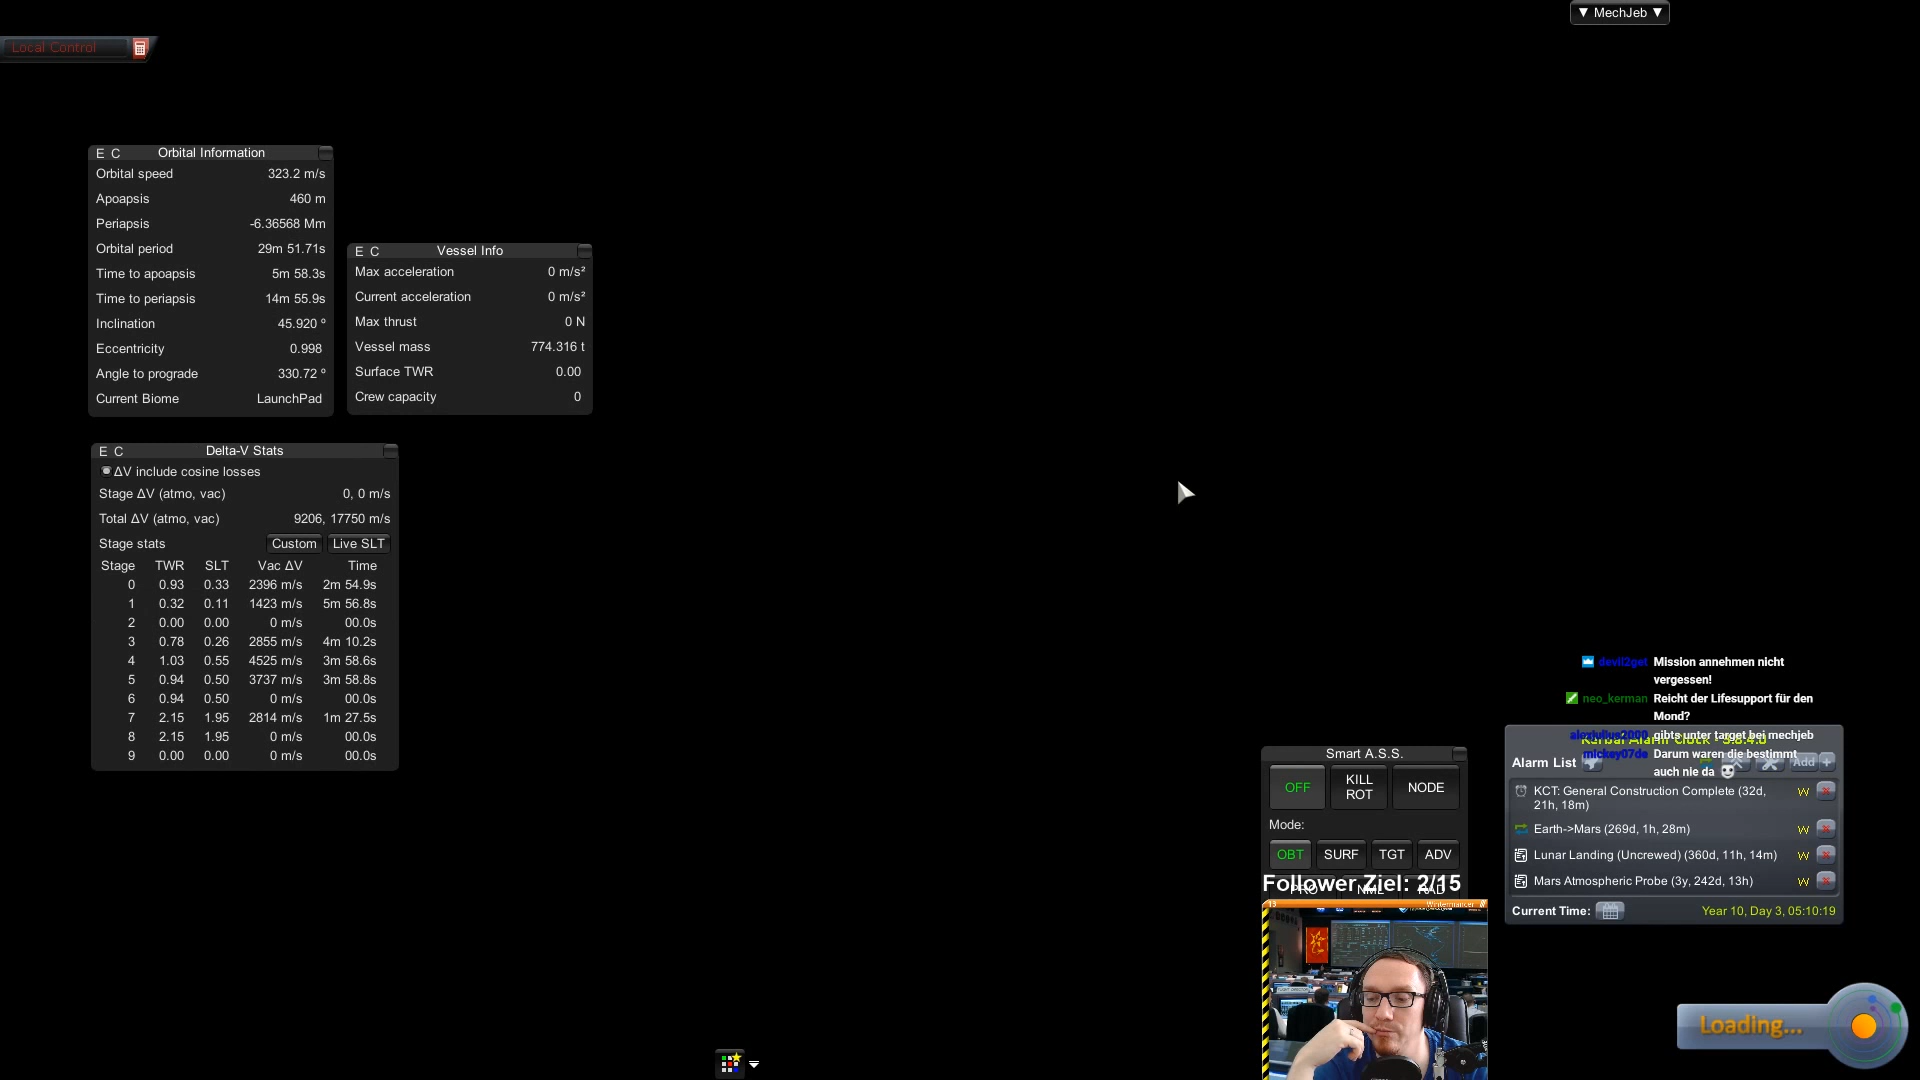 ▼ MechJeb ▼
Local Control
E C Orbital Information
Orbital speed 323.2 m/s
Apoapsis 460 m
Periapsis -6.36568 Mm
Orbital period 29m 51.71s
Time to apoapsis 5m 58.3s
Time to periapsis 14m 55.9s
Inclination 45.920 º
Eccentricity 0.998
Angle to prograde 330.72 º
Current Biome LaunchPad
E C Vessel Info
Max acceleration 0 m/s²
Current acceleration 0 m/s²
Max thrust 0 N
Vessel mass 774.316 t
Surface TWR 0.00
Crew capacity 0
E C Delta-V Stats
ΔV include cosine losses
Stage ΔV (atmo, vac) 0, 0 m/s
Total ΔV (atmo, vac) 9206, 17750 m/s
Stage stats Custom Live SLT
Stage TWR SLT Vac ΔV Time
0 0.93 0.33 2396 m/s 2m 54.9s
1 0.32 0.11 1423 m/s 5m 56.8s
2 0.00 0.00 0 m/s 00.0s
3 0.78 0.26 2855 m/s 4m 10.2s
4 1.03 0.55 4525 m/s 3m 58.6s
5 0.94 0.50 3737 m/s 3m 58.8s
6 0.94 0.50 0 m/s 00.0s
7 2.15 1.95 2814 m/s 1m 27.5s
8 2.15 1.95 0 m/s 00.0s
9 0.00 0.00 0 m/s 00.0s
devil2get Mission annehmen nicht
vergessen!
neo_kerman Reicht der Lifesupport für den
Mond?
gibts unter target bei mechjeb
mickey07de Darum waren die bestimmt
auch nie da
Kerbal Alarm Clock - 3.8.4.0
Alarm List Add +
KCT: General Construction Complete (32d,
21h, 18m) W
Earth->Mars (269d, 1h, 28m) W
Lunar Landing (Uncrewed) (360d, 11h, 14m) W
Mars Atmospheric Probe (3y, 242d, 13h) W
Current Time: Year 10, Day 3, 05:10:19
Smart A.S.S.
OFF KILL ROT NODE
Mode:
OBT SURF TGT ADV
PRO NML RAD
Follower Ziel: 2/15
Loading...